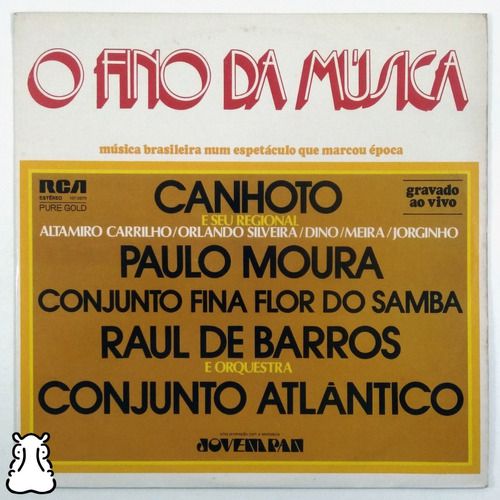 O FINO DA MÚSICA
música brasileira num espetáculo que marcou época
RCA
ESTÉREO
PURE GOLD
CANHOTO
gravado
ao vivo
E SEU REGIONAL
ALTAMIRO CARRILHO/ORLANDO SILVEIRA/DINO/MEIRA/JORGINHO
PAULO MOURA
CONJUNTO FINA FLOR DO SAMBA
RAUL DE BARROS
E ORQUESTRA
CONJUNTO ATLÂNTICO
JOVEM PAN